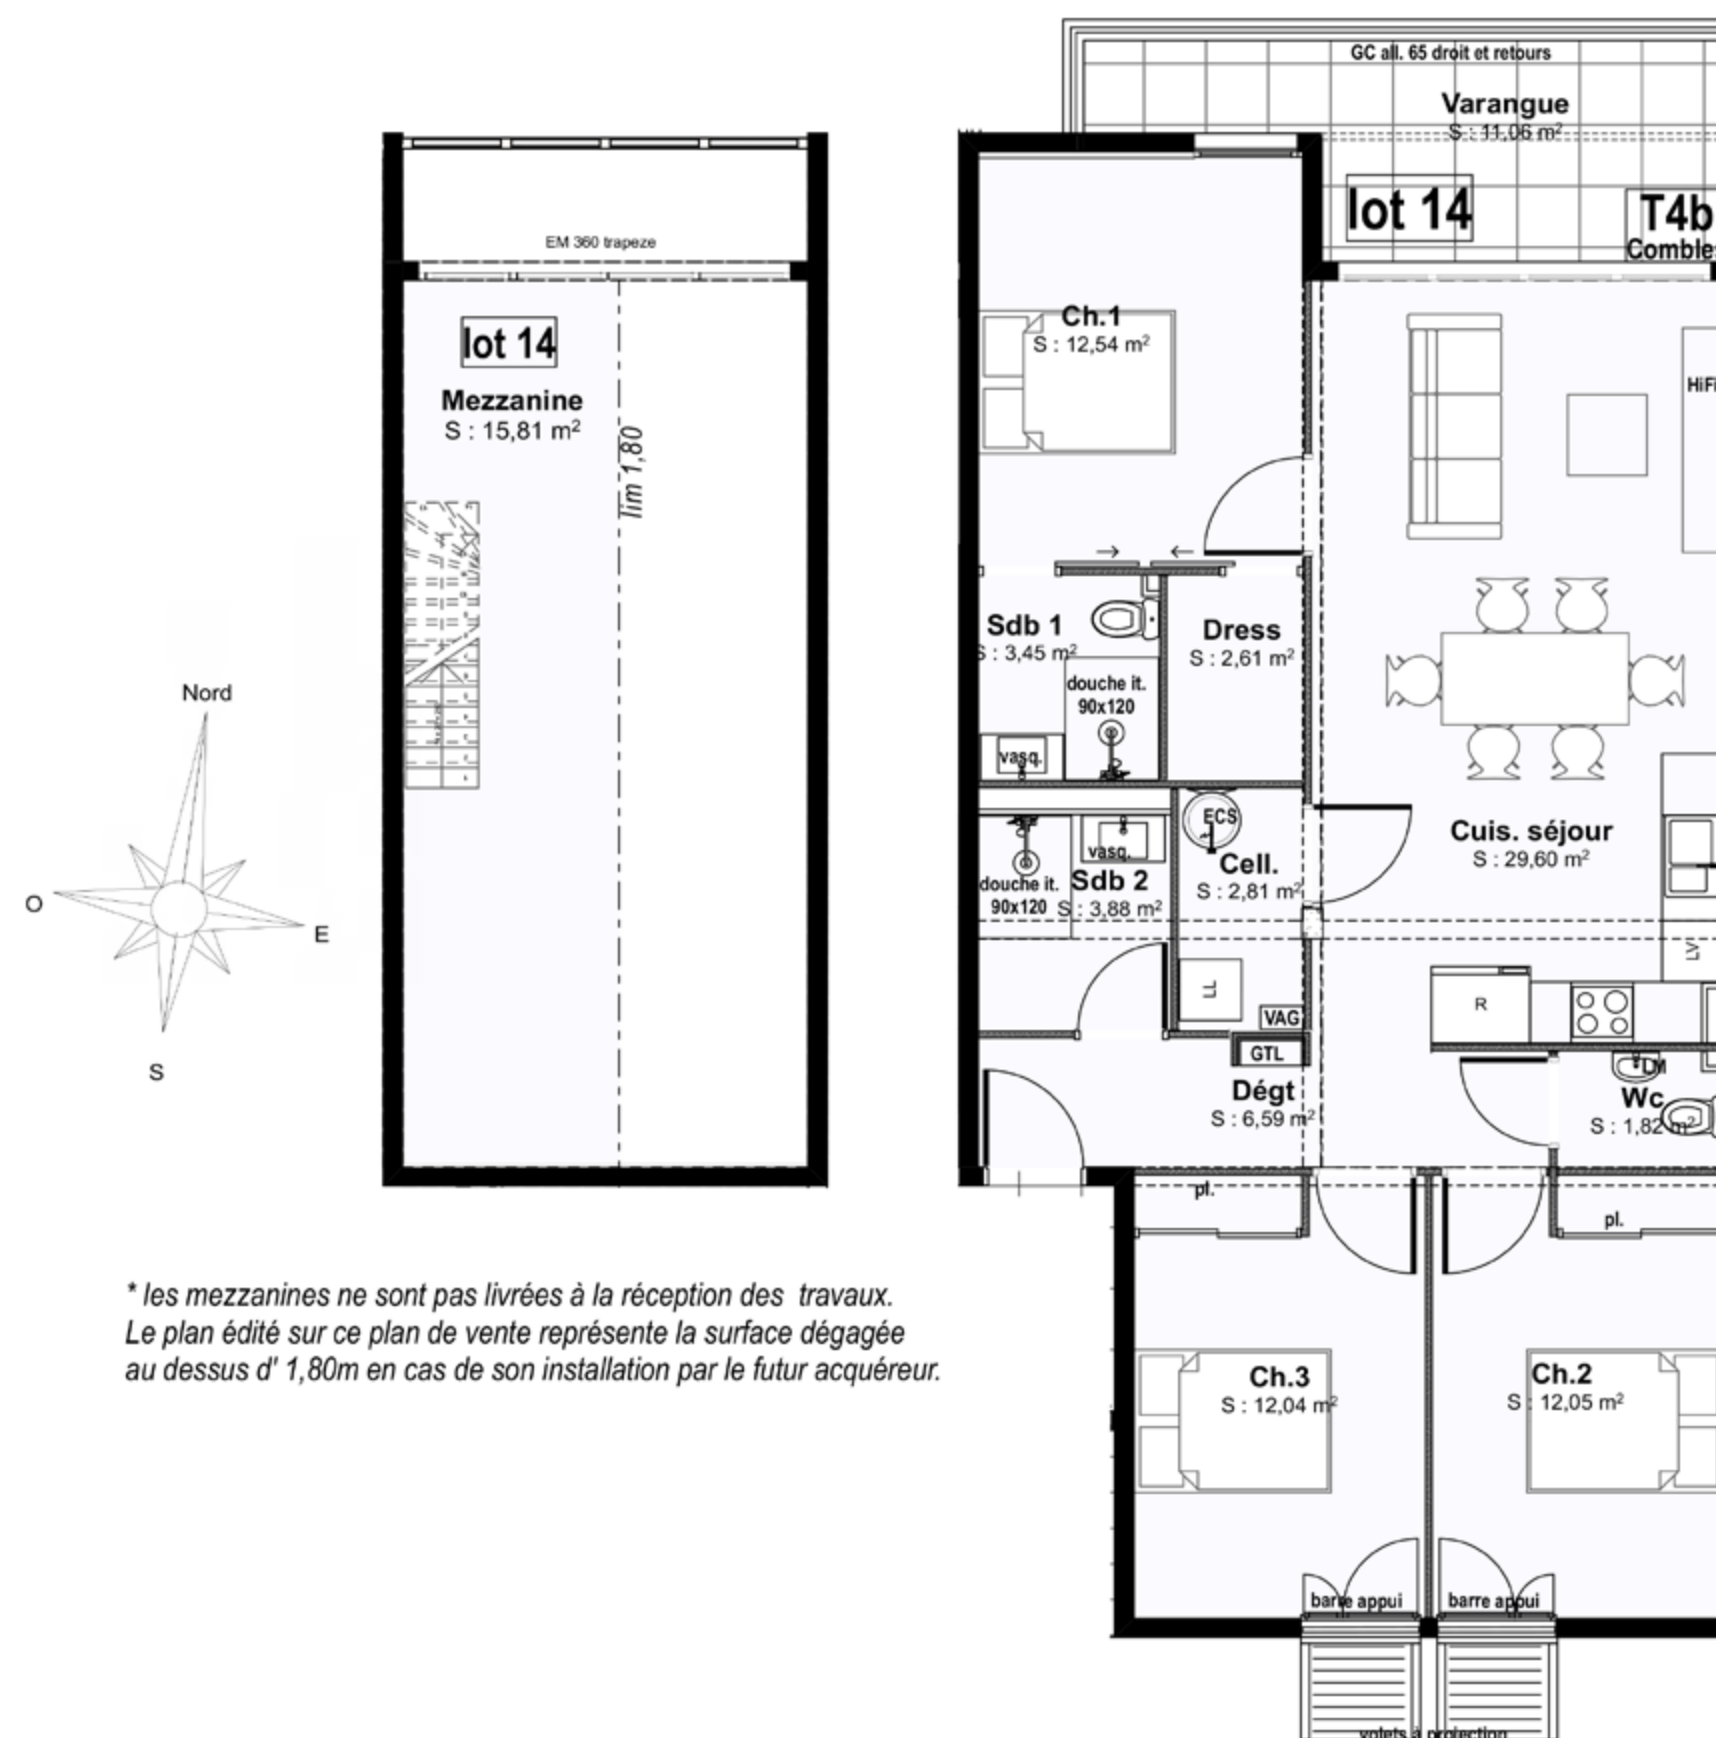 GC all. 65 droit et retours
Varangue
S : 11,06 m²
lot 14
T4b
Combles
EM 360 trapeze
lot 14
Mezzanine
S : 15,81 m²
lim 1,80
Ch.1
S : 12,54 m²
HiFi
Sdb 1
S : 3,45 m²
Dress
S : 2,61 m²
douche it.
90x120
vasq.
Nord
O
E
S
ECS
vasq.
Cell.
S : 2,81 m²
douche it.
90x120
Sdb 2
S : 3,88 m²
Cuis. séjour
S : 29,60 m²
LV
LL
VAG
R
GTL
Dégt
S : 6,59 m²
LM
Wc
S : 1,82 m²
pl.
pl.
* les mezzanines ne sont pas livrées à la réception des travaux.
Le plan édité sur ce plan de vente représente la surface dégagée
au dessus d' 1,80m en cas de son installation par le futur acquéreur.
Ch.3
S : 12,04 m²
Ch.2
S : 12,05 m²
barre appui
barre appui
volets à projection